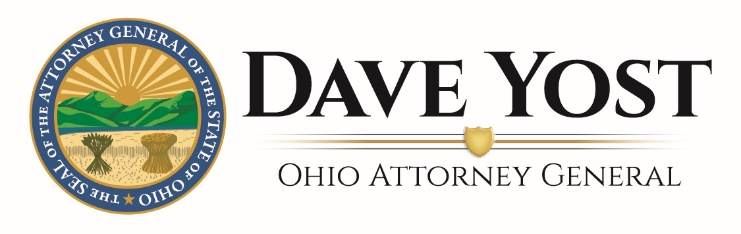 THE SEAL OF THE ATTORNEY GENERAL OF THE STATE OF OHIO
DAVE YOST
OHIO ATTORNEY GENERAL